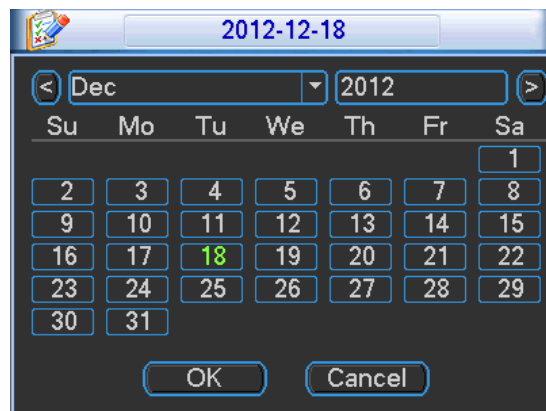 2012-12-18
< Dec 2012 >
Su Mo Tu We Th Fr Sa
1
2 3 4 5 6 7 8
9 10 11 12 13 14 15
16 17 18 19 20 21 22
23 24 25 26 27 28 29
30 31
OK Cancel